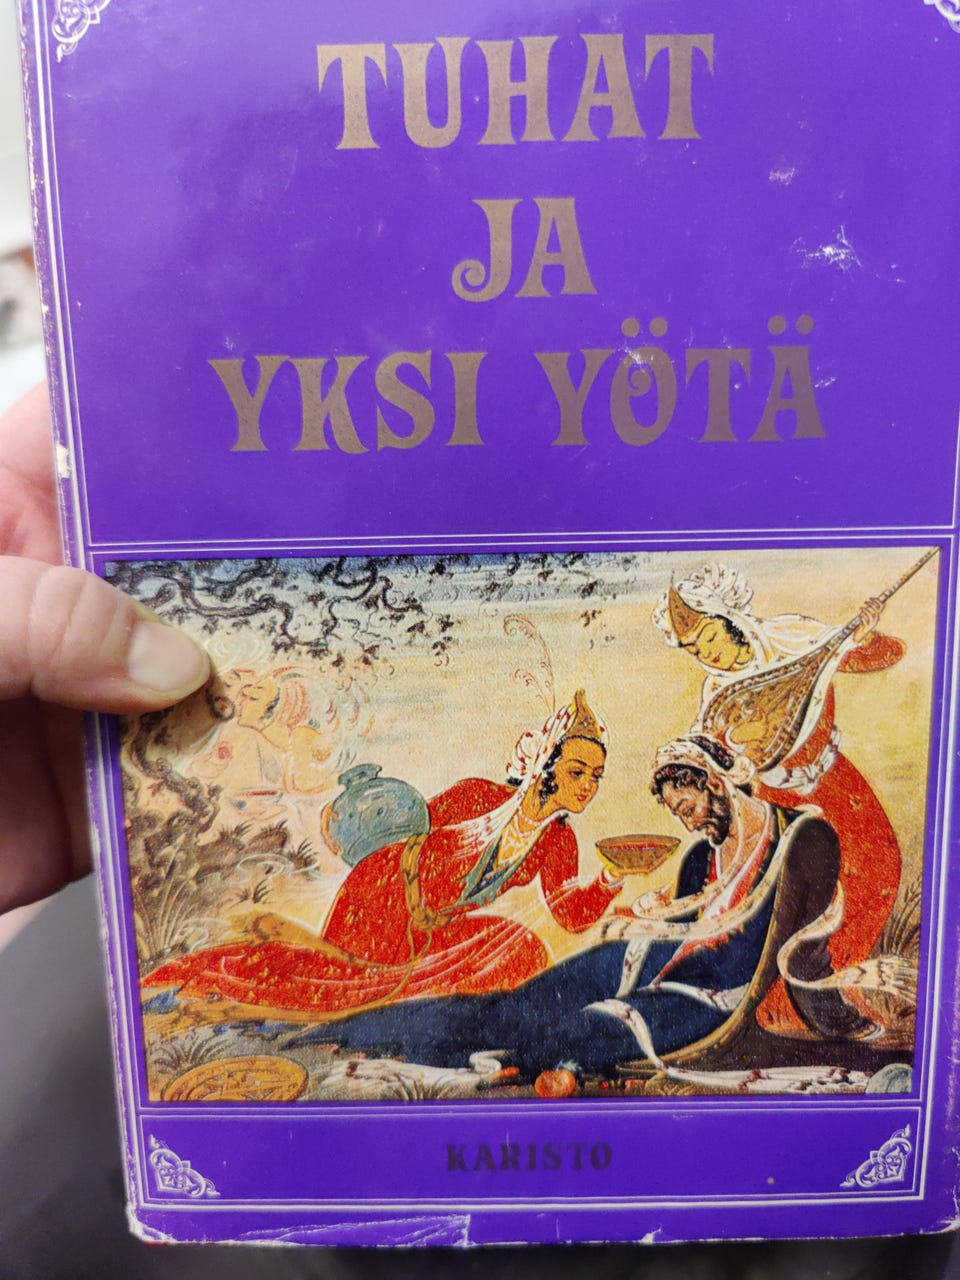 TUHAT
JA
YKSI YÖTÄ
KARISTO